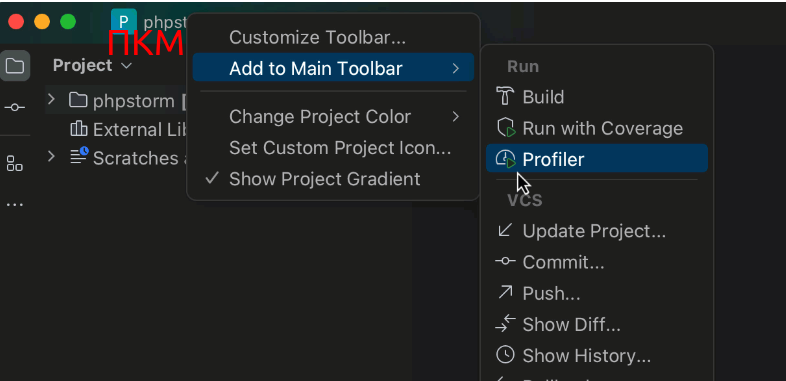 P phpst
ПКМ
Customize Toolbar...
Project
Add to Main Toolbar
Run
phpstorm [
Build
External Lib
Change Project Color
Run with Coverage
Scratches a
Set Custom Project Icon...
Profiler
Show Project Gradient
VCS
Update Project...
Commit...
Push...
Show Diff...
Show History...